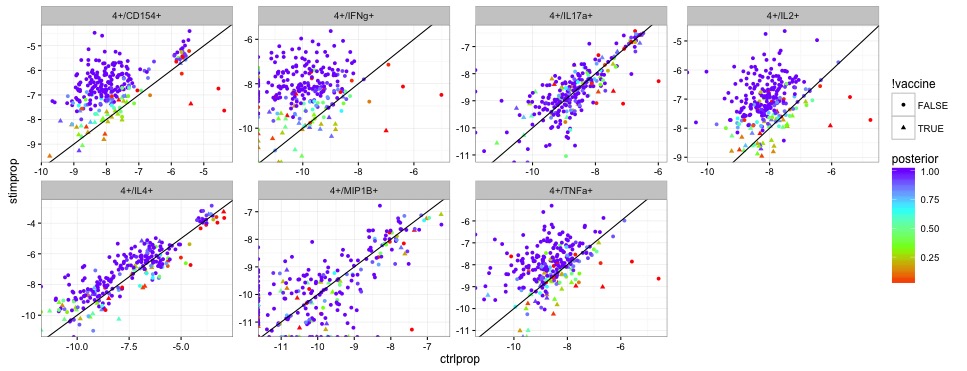 4+/CD154+ 4+/IFNg+ 4+/IL17a+ 4+/IL2+
-5 -6 -7 -8 -9
-6 -8 -10
-7 -8 -9 -10 -11
-5 -6 -7 -8 -9
-10 -9 -8 -7 -6 -5
-10 -8 -6
-10 -8 -6
-10 -8 -6
stimprop
4+/IL4+ 4+/MIP1B+ 4+/TNFa+
-4 -6 -8 -10
-7 -8 -9 -10 -11
-6 -7 -8 -9 -10 -11
-10.0 -7.5 -5.0
-11 -10 -9 -8 -7
-10 -8 -6
ctrlprop
!vaccine
FALSE
TRUE
posterior
1.00
0.75
0.50
0.25